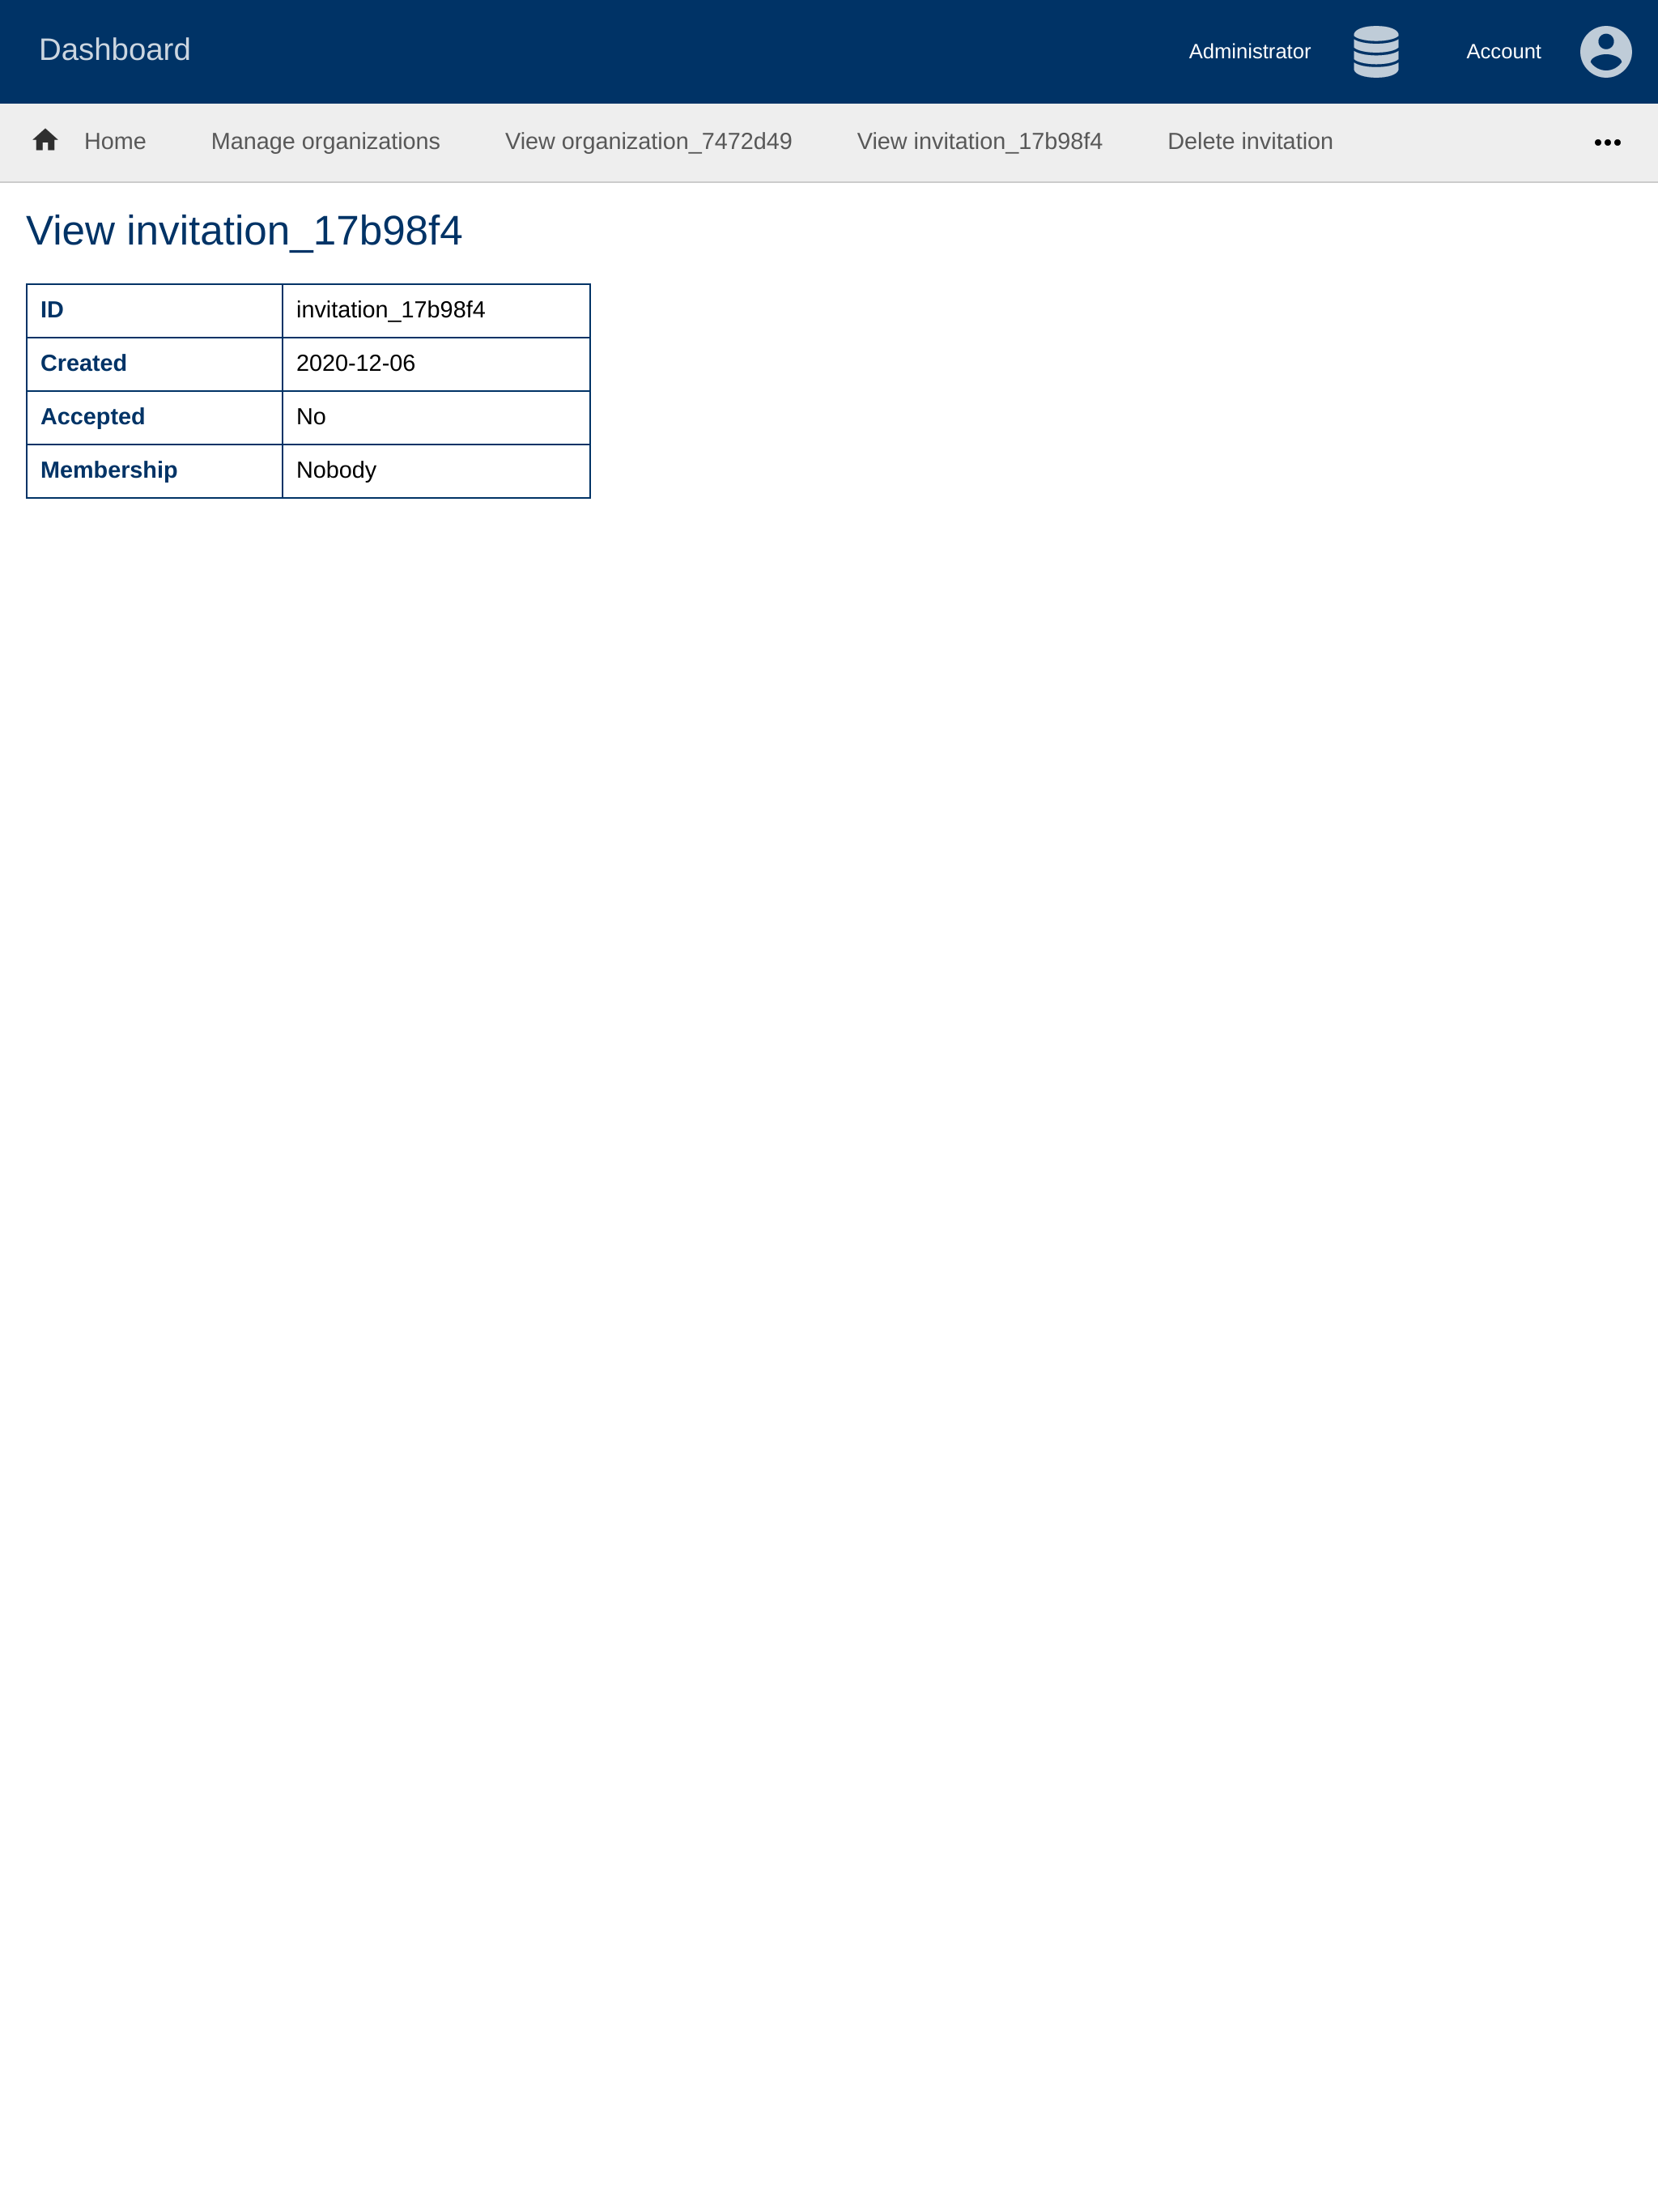 Dashboard
Administrator
Account
Home
Manage organizations
View organization_7472d49
View invitation_17b98f4
Delete invitation
•••
View invitation_17b98f4
ID invitation_17b98f4
Created 2020-12-06
Accepted No
Membership Nobody